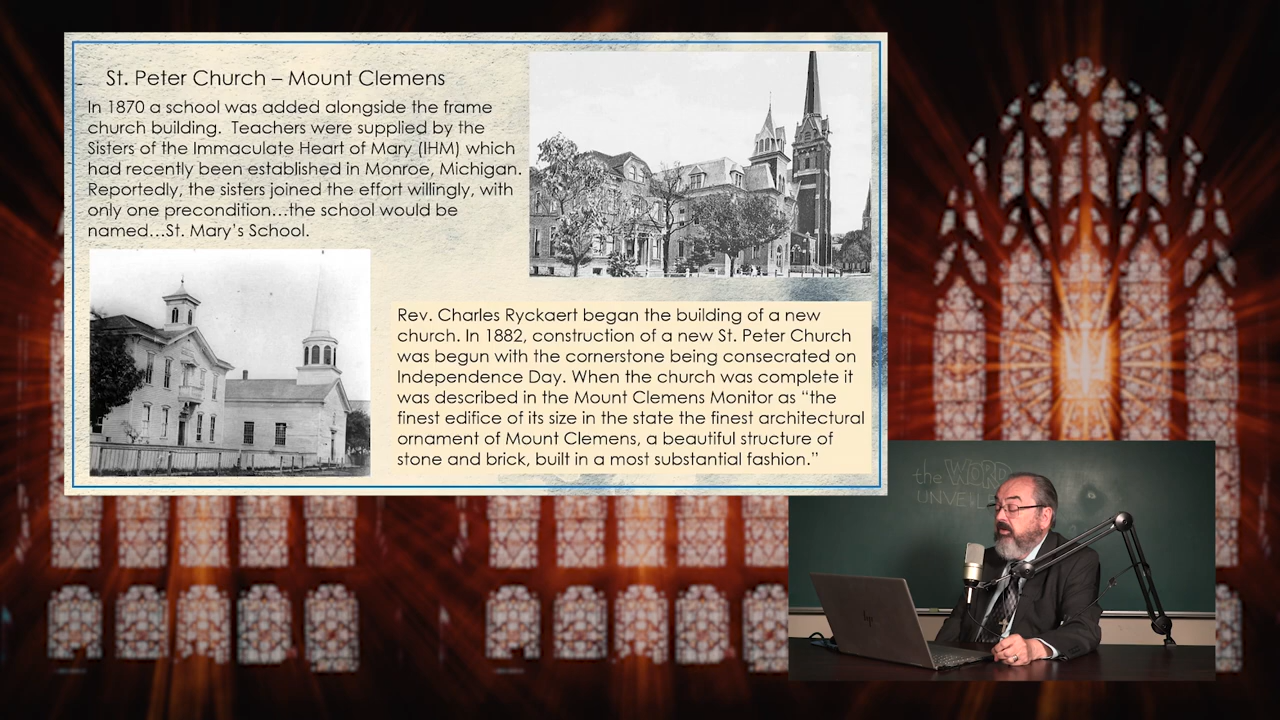 St. Peter Church – Mount Clemens
In 1870 a school was added alongside the frame
church building.  Teachers were supplied by the
Sisters of the Immaculate Heart of Mary (IHM) which
had recently been established in Monroe, Michigan.
Reportedly, the sisters joined the effort willingly, with
only one precondition…the school would be
named…St. Mary’s School.
Rev. Charles Ryckaert began the building of a new
church. In 1882, construction of a new St. Peter Church
was begun with the cornerstone being consecrated on
Independence Day. When the church was complete it
was described in the Mount Clemens Monitor as “the
finest edifice of its size in the state the finest architectural
ornament of Mount Clemens, a beautiful structure of
stone and brick, built in a most substantial fashion.”
the WORD
UNVEILE
hp